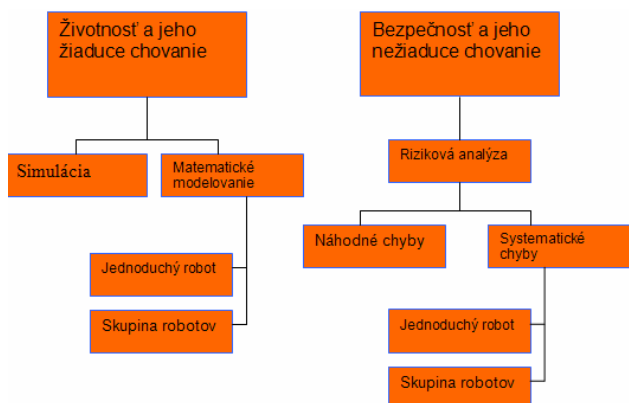 Životnosť a jeho
žiaduce chovanie
Simulácia
Matematické
modelovanie
Jednoduchý robot
Skupina robotov
Bezpečnosť a jeho
nežiaduce chovanie
Riziková analýza
Náhodné chyby
Systematické
chyby
Jednoduchý robot
Skupina robotov